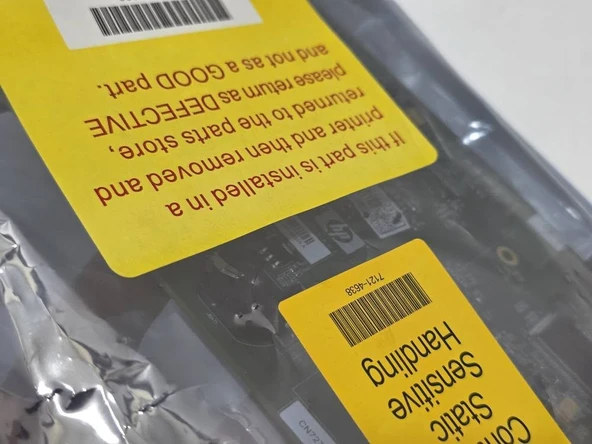 If this part is installed in a
printer and then removed and
returned to the parts store,
please return as DEFECTIVE
and not as a GOOD part.
Static
Sensitive
Handling
7121-4638